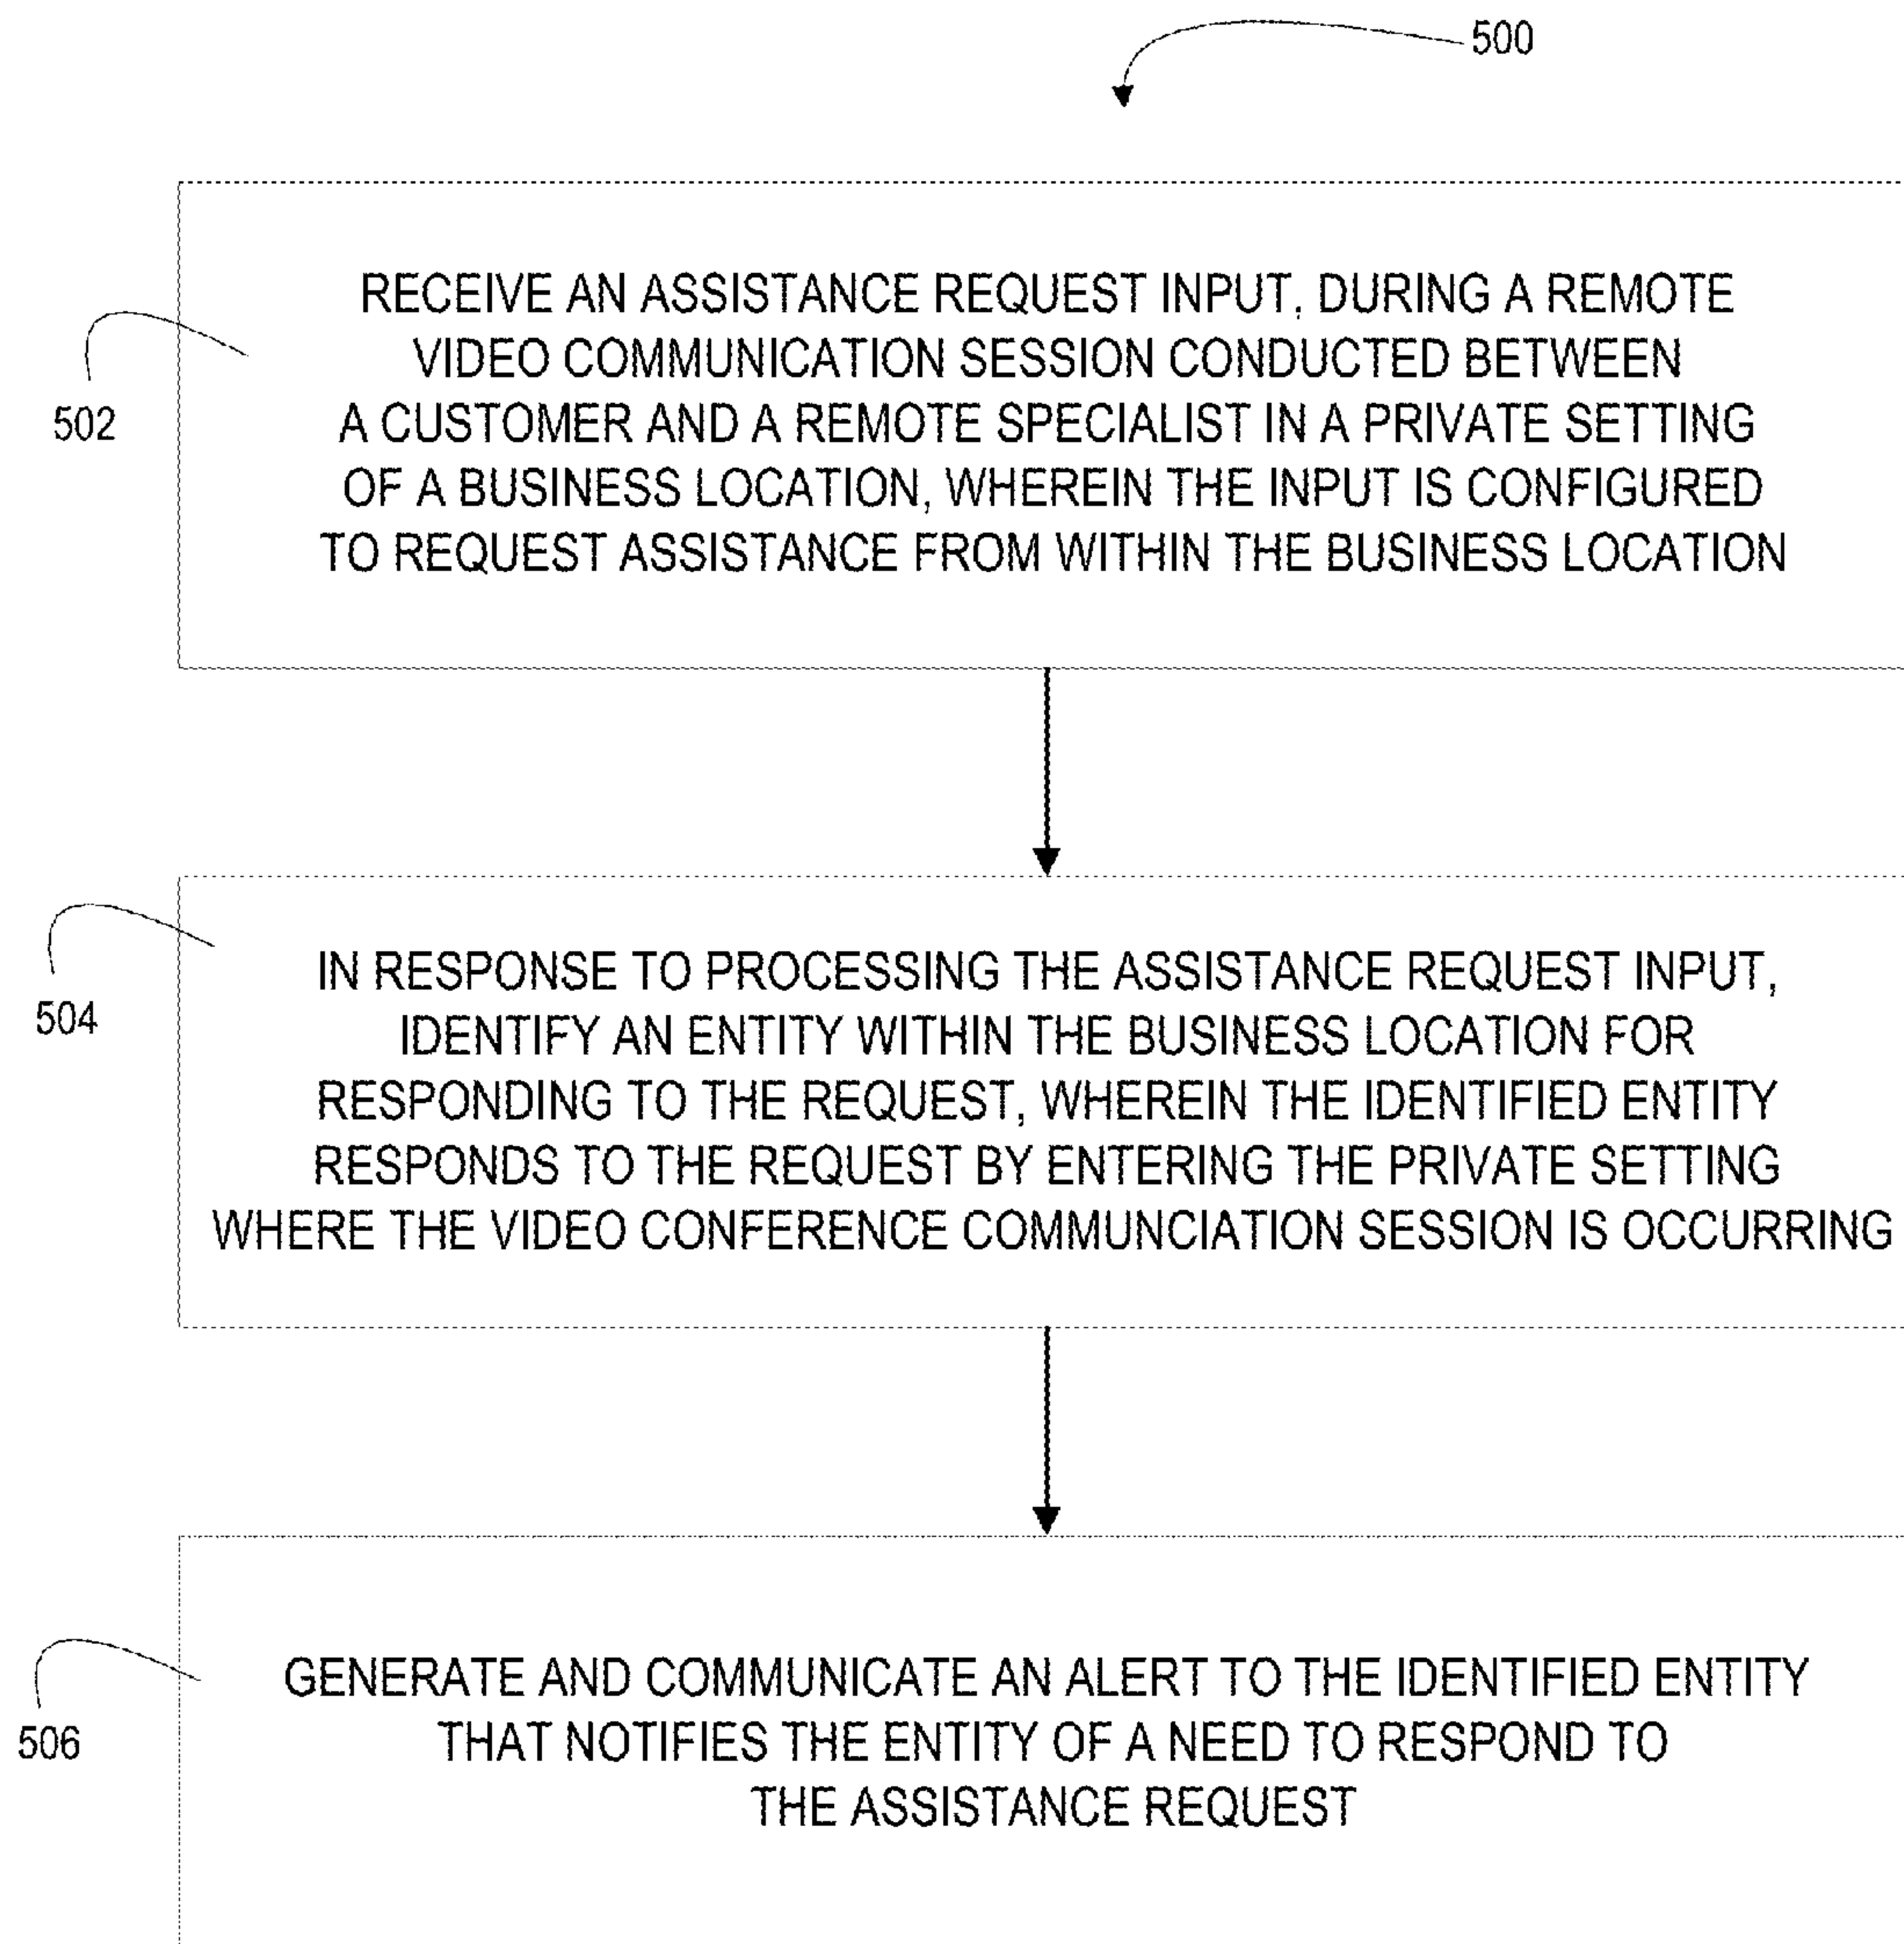 500
RECEIVE AN ASSISTANCE REQUEST INPUT, DURING A REMOTE
VIDEO COMMUNICATION SESSION CONDUCTED BETWEEN
A CUSTOMER AND A REMOTE SPECIALIST IN A PRIVATE SETTING
OF A BUSINESS LOCATION, WHEREIN THE INPUT IS CONFIGURED
TO REQUEST ASSISTANCE FROM WITHIN THE BUSINESS LOCATION
502
IN RESPONSE TO PROCESSING THE ASSISTANCE REQUEST INPUT,
IDENTIFY AN ENTITY WITHIN THE BUSINESS LOCATION FOR
RESPONDING TO THE REQUEST, WHEREIN THE IDENTIFIED ENTITY
RESPONDS TO THE REQUEST BY ENTERING THE PRIVATE SETTING
WHERE THE VIDEO CONFERENCE COMMUNCIATION SESSION IS OCCURRING
504
GENERATE AND COMMUNICATE AN ALERT TO THE IDENTIFIED ENTITY
THAT NOTIFIES THE ENTITY OF A NEED TO RESPOND TO
THE ASSISTANCE REQUEST
506